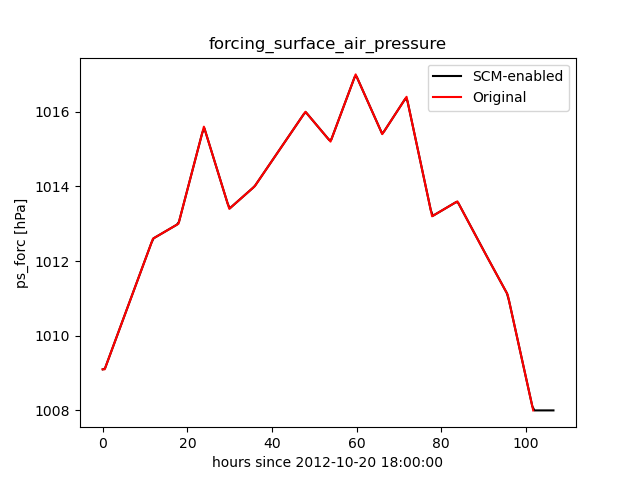 forcing_surface_air_pressure
SCM-enabled
Original
ps_forc [hPa]
1016
1014
1012
1010
1008
0
20
40
60
80
100
hours since 2012-10-20 18:00:00